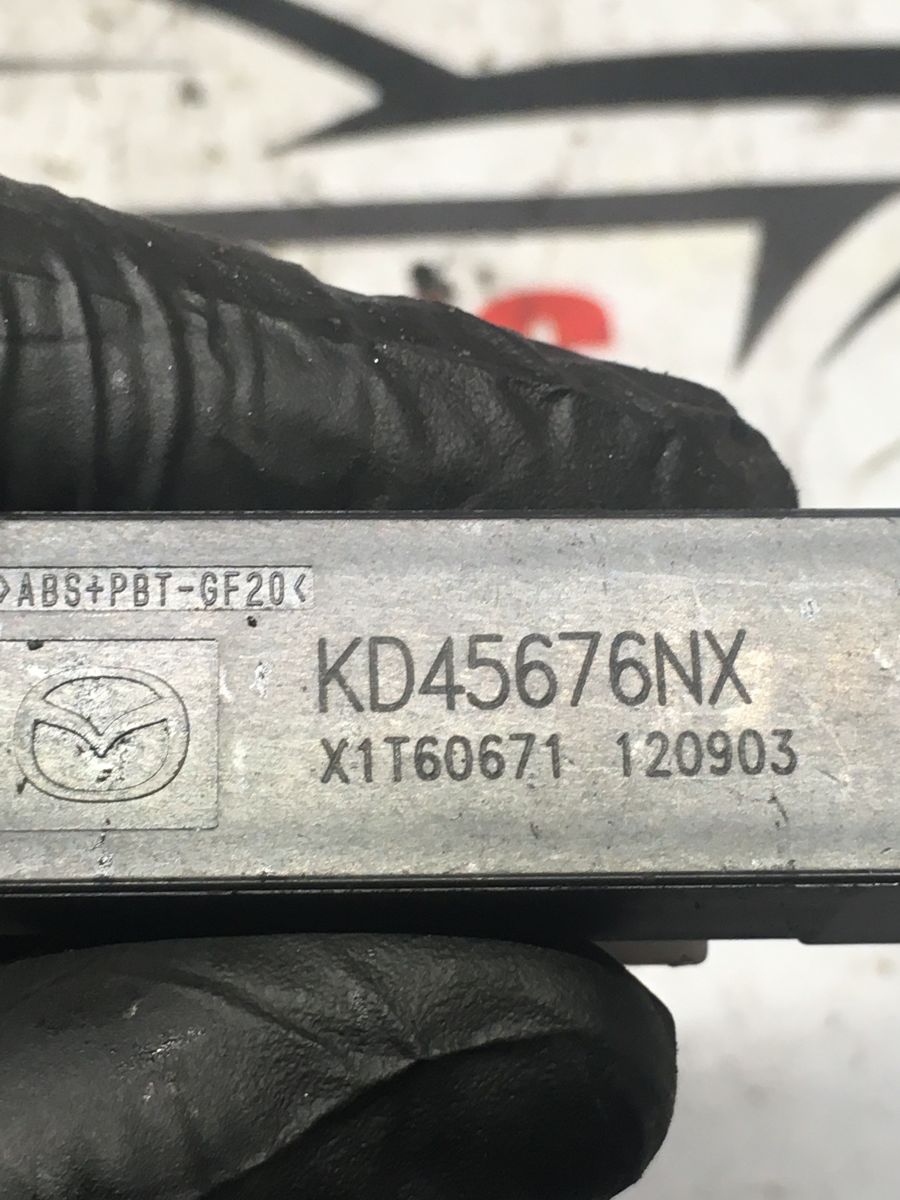 >ABS+PBT-GF20<
KD45676NX
X1T60671 120903